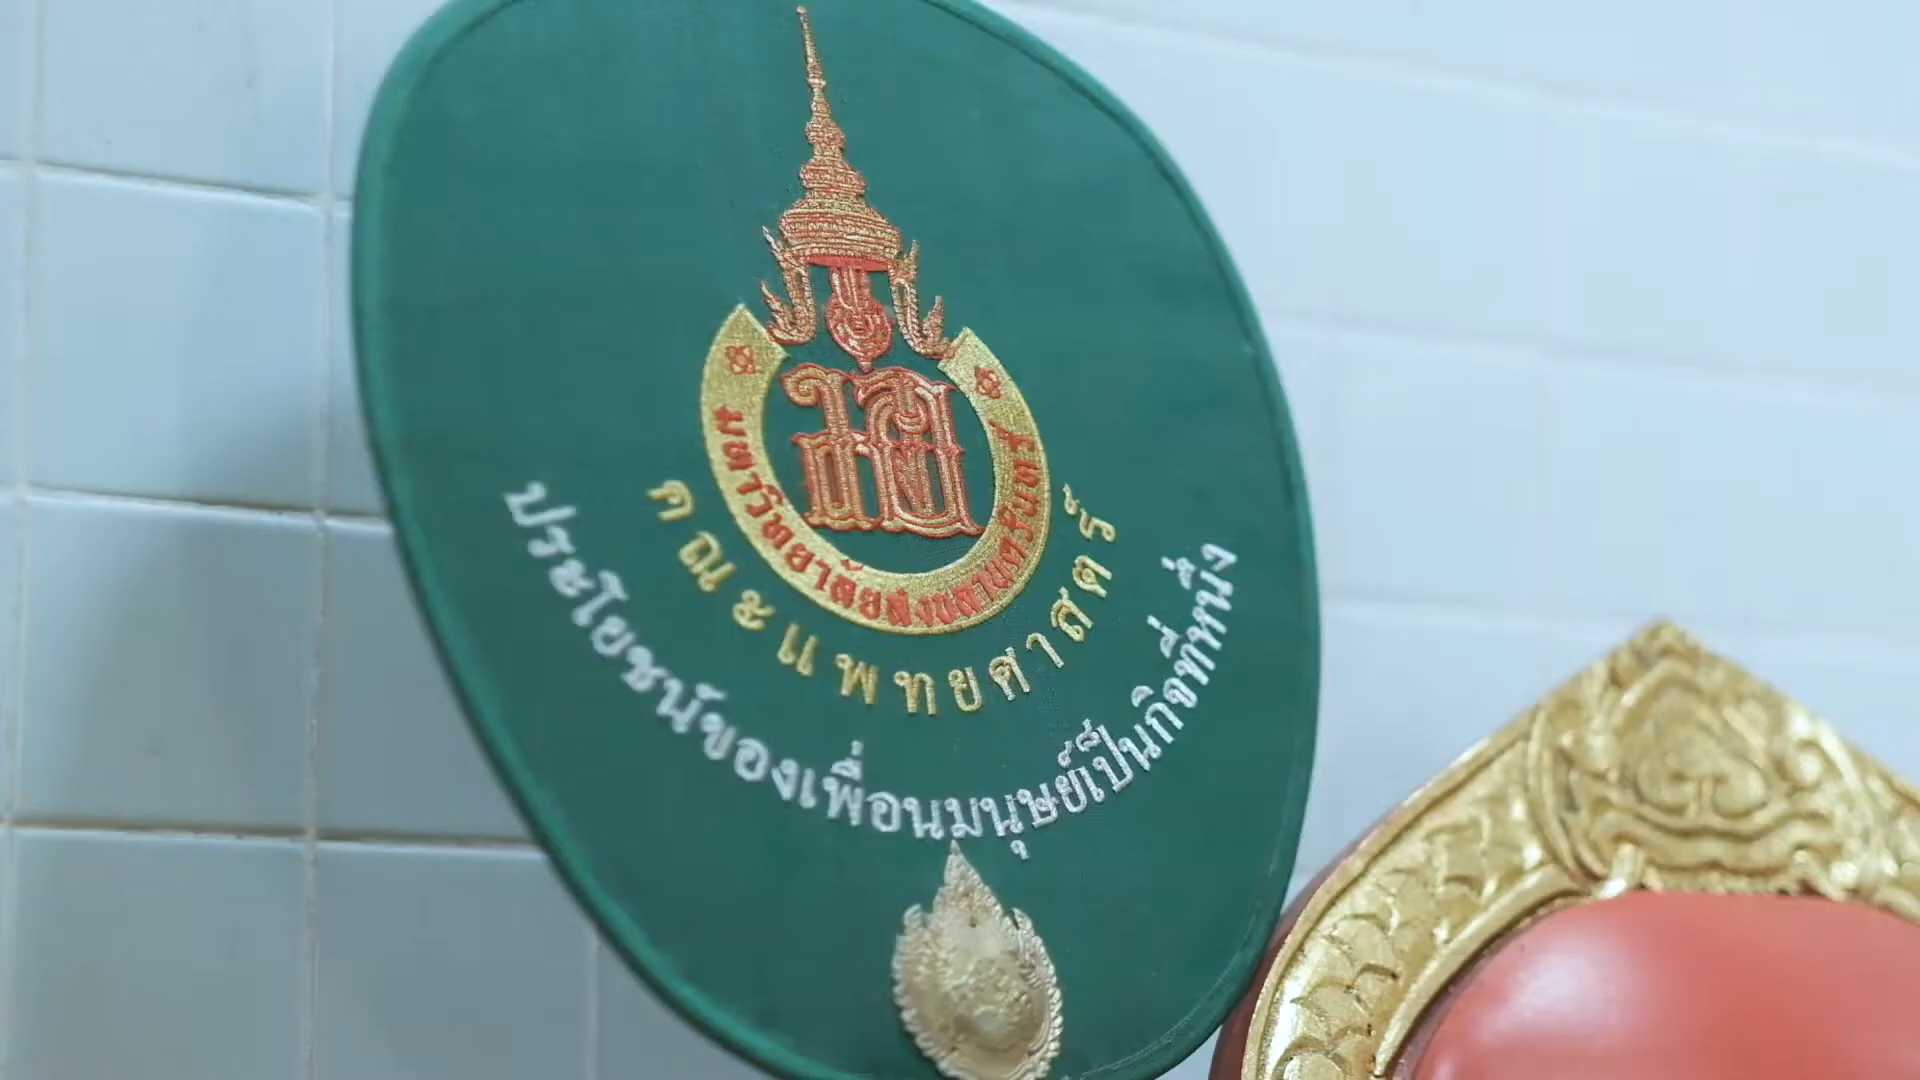 มหาวิทยาลัยสงขลานครินทร์
คณะแพทยศาสตร์
ประโยชน์ของเพื่อนมนุษย์เป็นกิจที่หนึ่ง